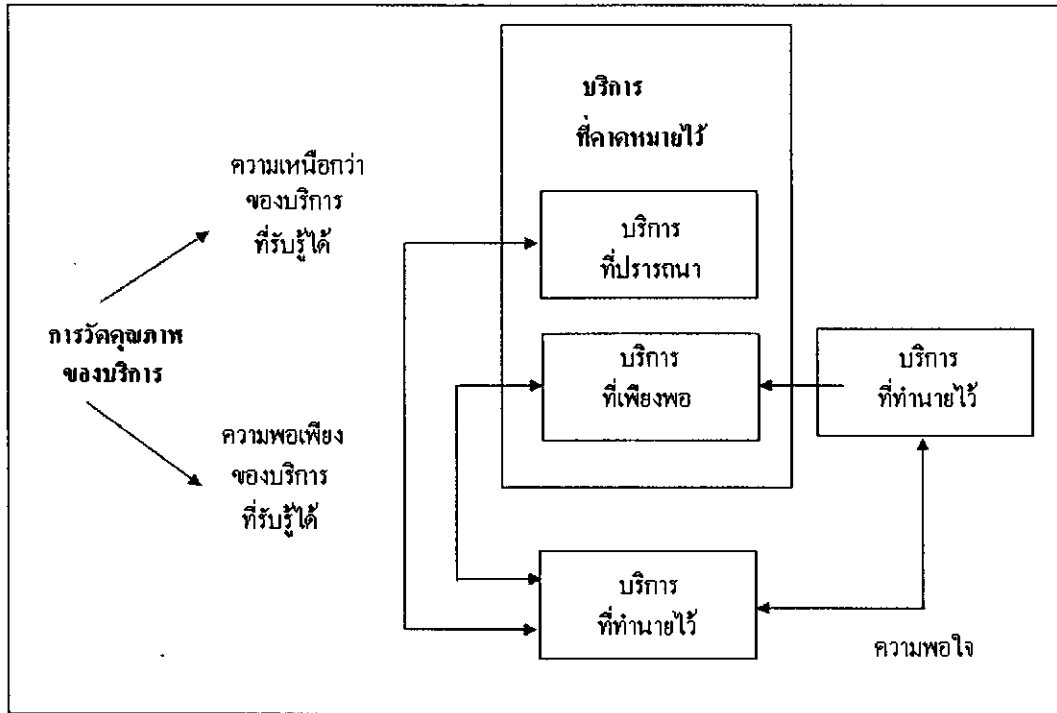 บริการ
ที่คาดหมายไว้
ความเหนือกว่า
ของบริการ
ที่รับรู้ได้
บริการ
ที่ปรารถนา
การวัดคุณภาพ
ของบริการ
บริการ
ที่เพียงพอ
บริการ
ที่ทำนายไว้
ความพอเพียง
ของบริการ
ที่รับรู้ได้
บริการ
ที่ทำนายไว้
ความพอใจ